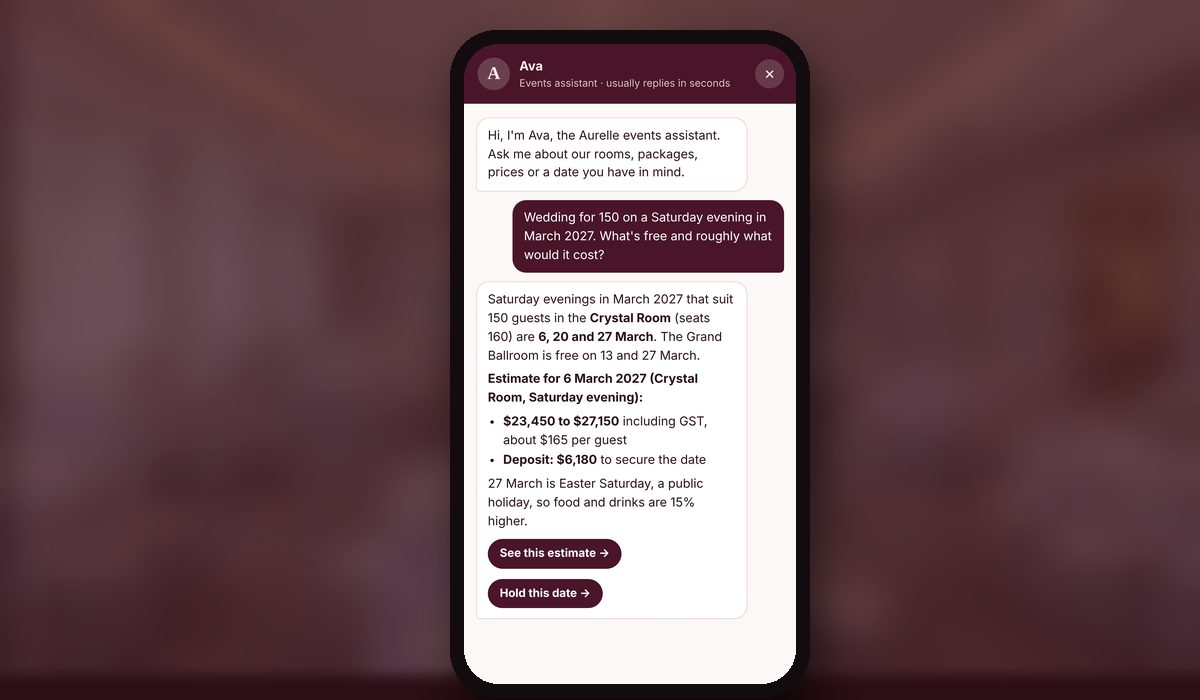 A
Ava
Events assistant · usually replies in seconds
×
Hi, I'm Ava, the Aurelle events assistant.
Ask me about our rooms, packages,
prices or a date you have in mind.
Wedding for 150 on a Saturday evening in
March 2027. What's free and roughly what
would it cost?
Saturday evenings in March 2027 that suit
150 guests in the Crystal Room (seats
160) are 6, 20 and 27 March. The Grand
Ballroom is free on 13 and 27 March.
Estimate for 6 March 2027 (Crystal
Room, Saturday evening):
• $23,450 to $27,150 including GST,
about $165 per guest
• Deposit: $6,180 to secure the date
27 March is Easter Saturday, a public
holiday, so food and drinks are 15%
higher.
See this estimate →
Hold this date →